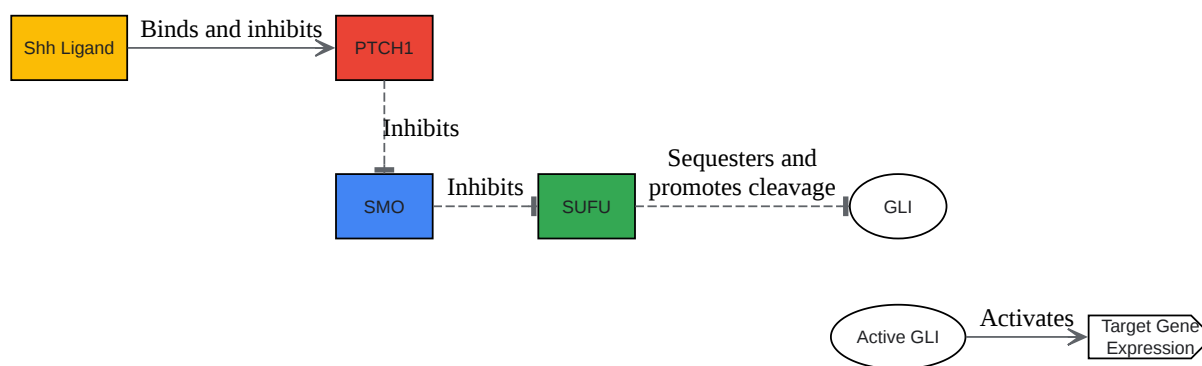 Shh Ligand
Binds and inhibits
PTCH1
Inhibits
SMO
Inhibits
SUFU
Sequesters and
promotes cleavage
GLI
Active GLI
Activates
Target Gene
Expression